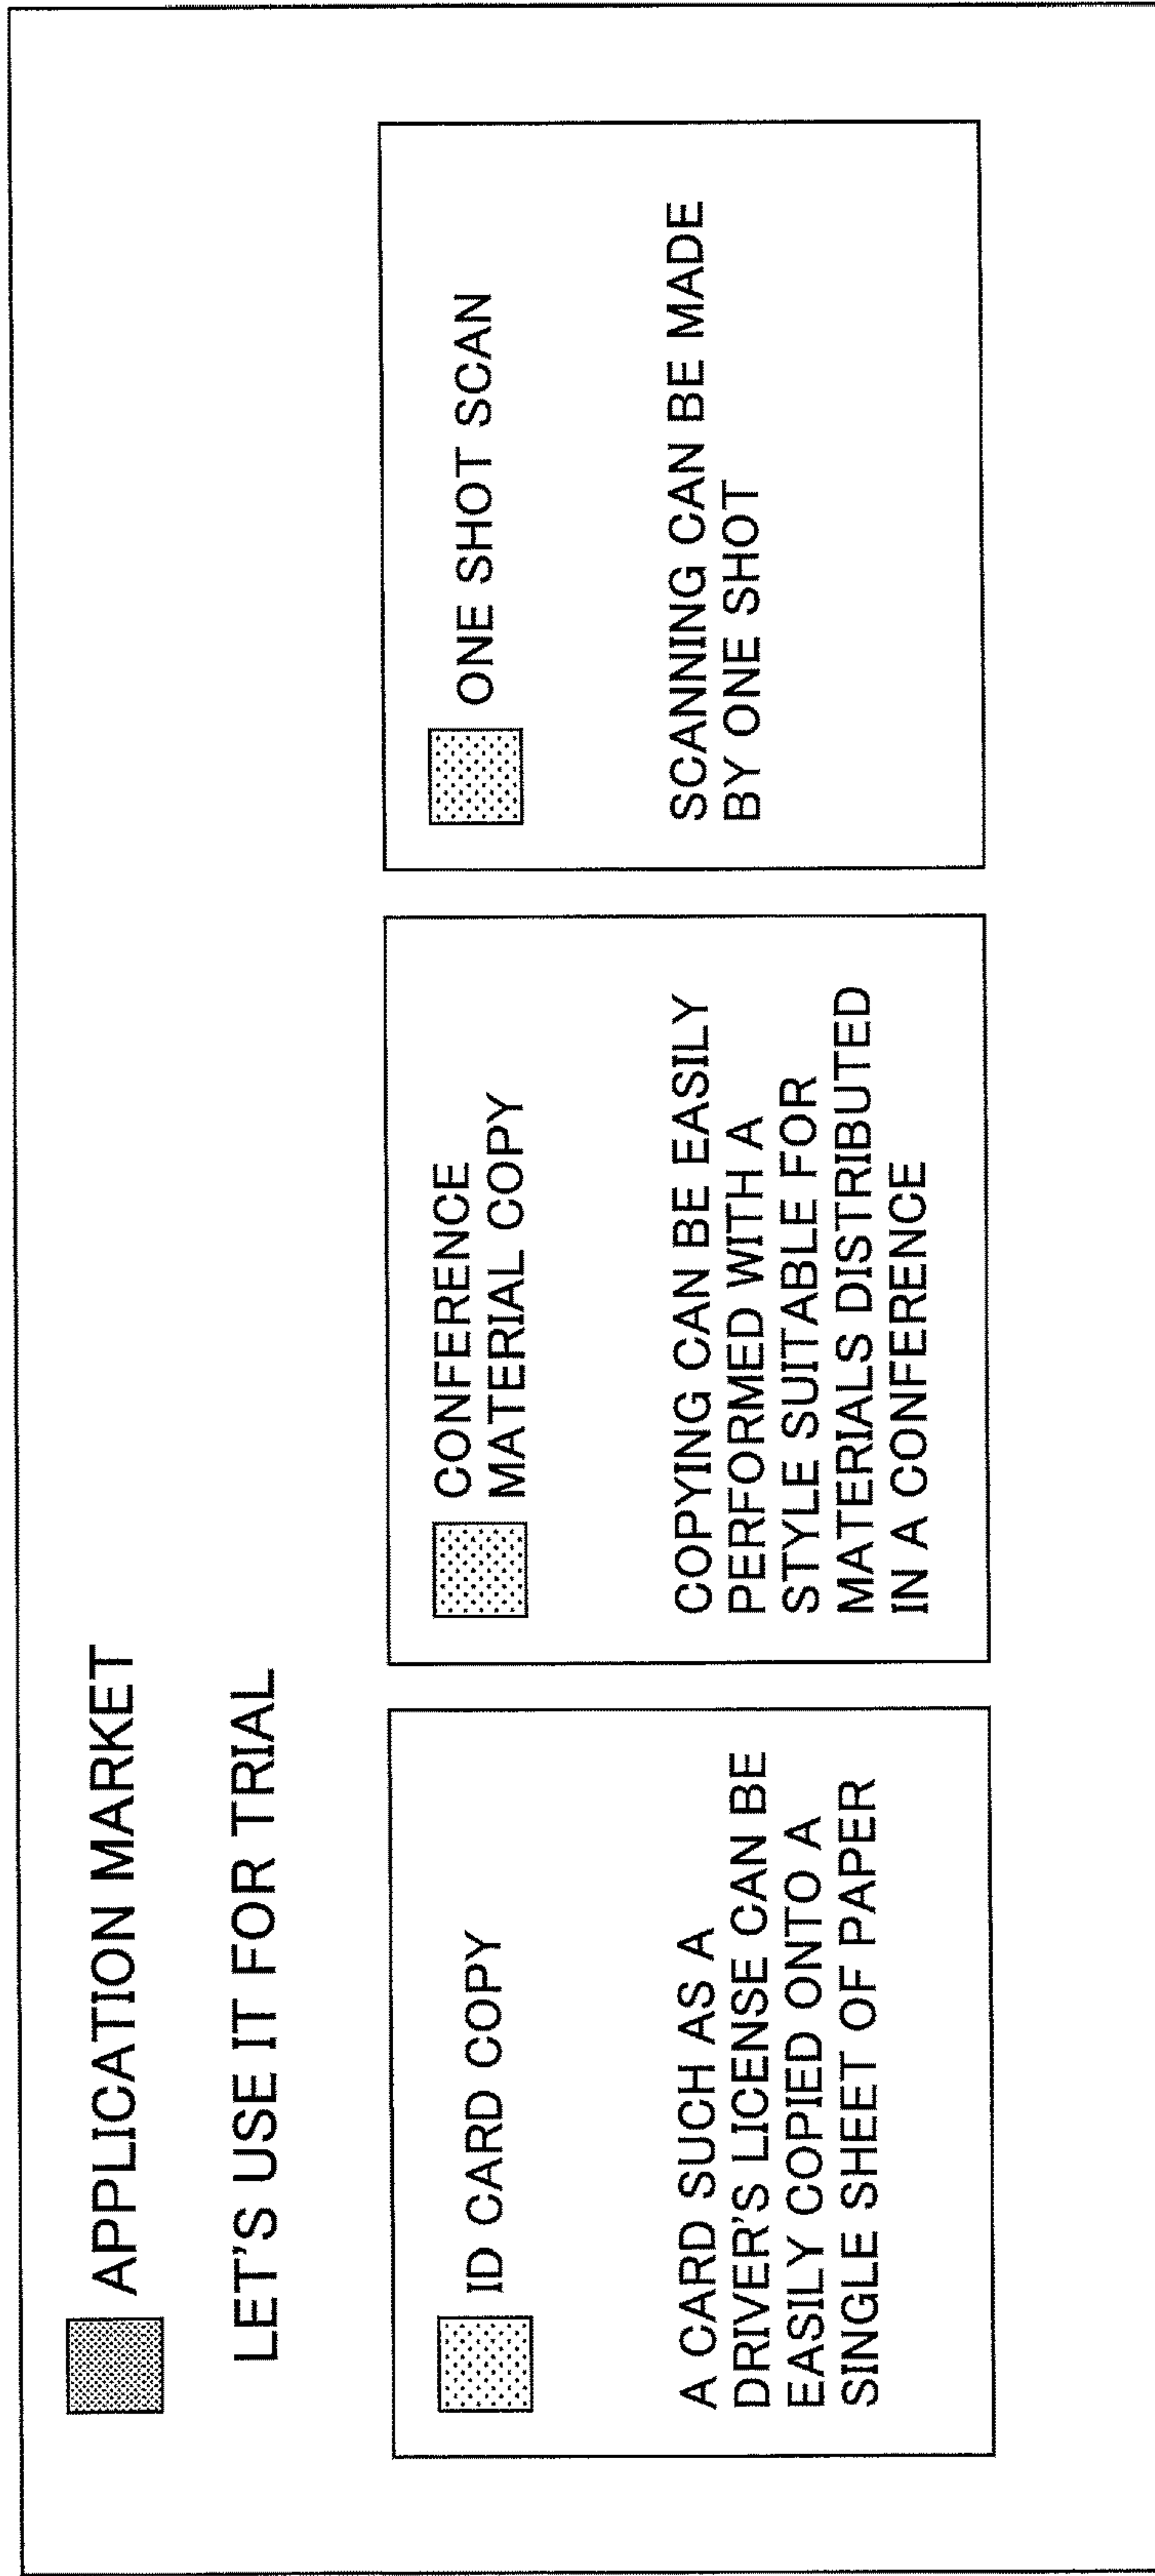 APPLICATION MARKET
LET'S USE IT FOR TRIAL
ID CARD COPY
A CARD SUCH AS A
DRIVER'S LICENSE CAN BE
EASILY COPIED ONTO A
SINGLE SHEET OF PAPER
CONFERENCE
MATERIAL COPY
COPYING CAN BE EASILY
PERFORMED WITH A
STYLE SUITABLE FOR
MATERIALS DISTRIBUTED
IN A CONFERENCE
ONE SHOT SCAN
SCANNING CAN BE MADE
BY ONE SHOT